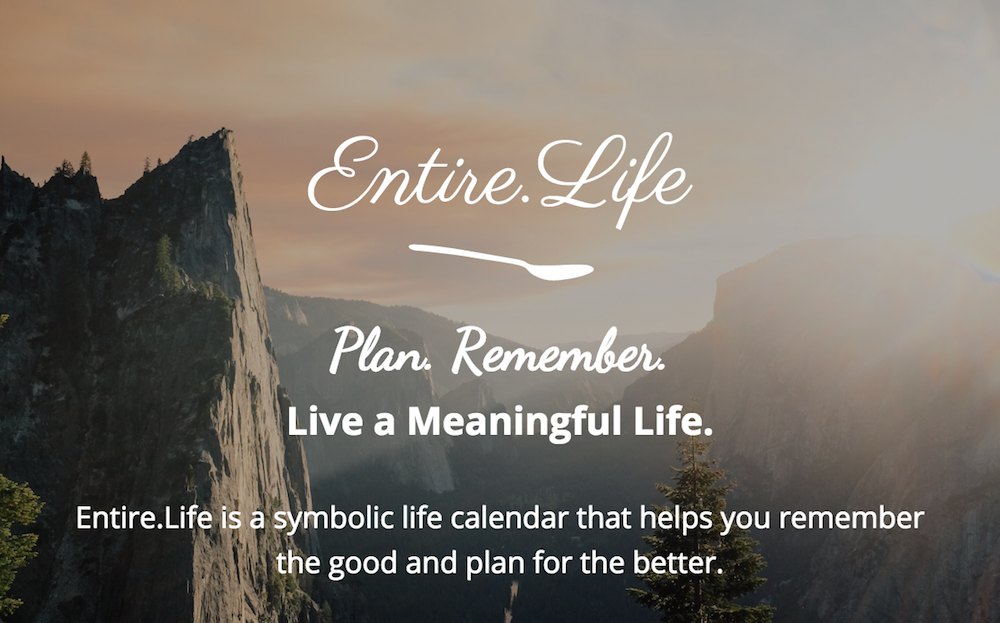 Entire.Life
Plan. Remember.
Live a Meaningful Life.
Entire.Life is a symbolic life calendar that helps you remember
the good and plan for the better.